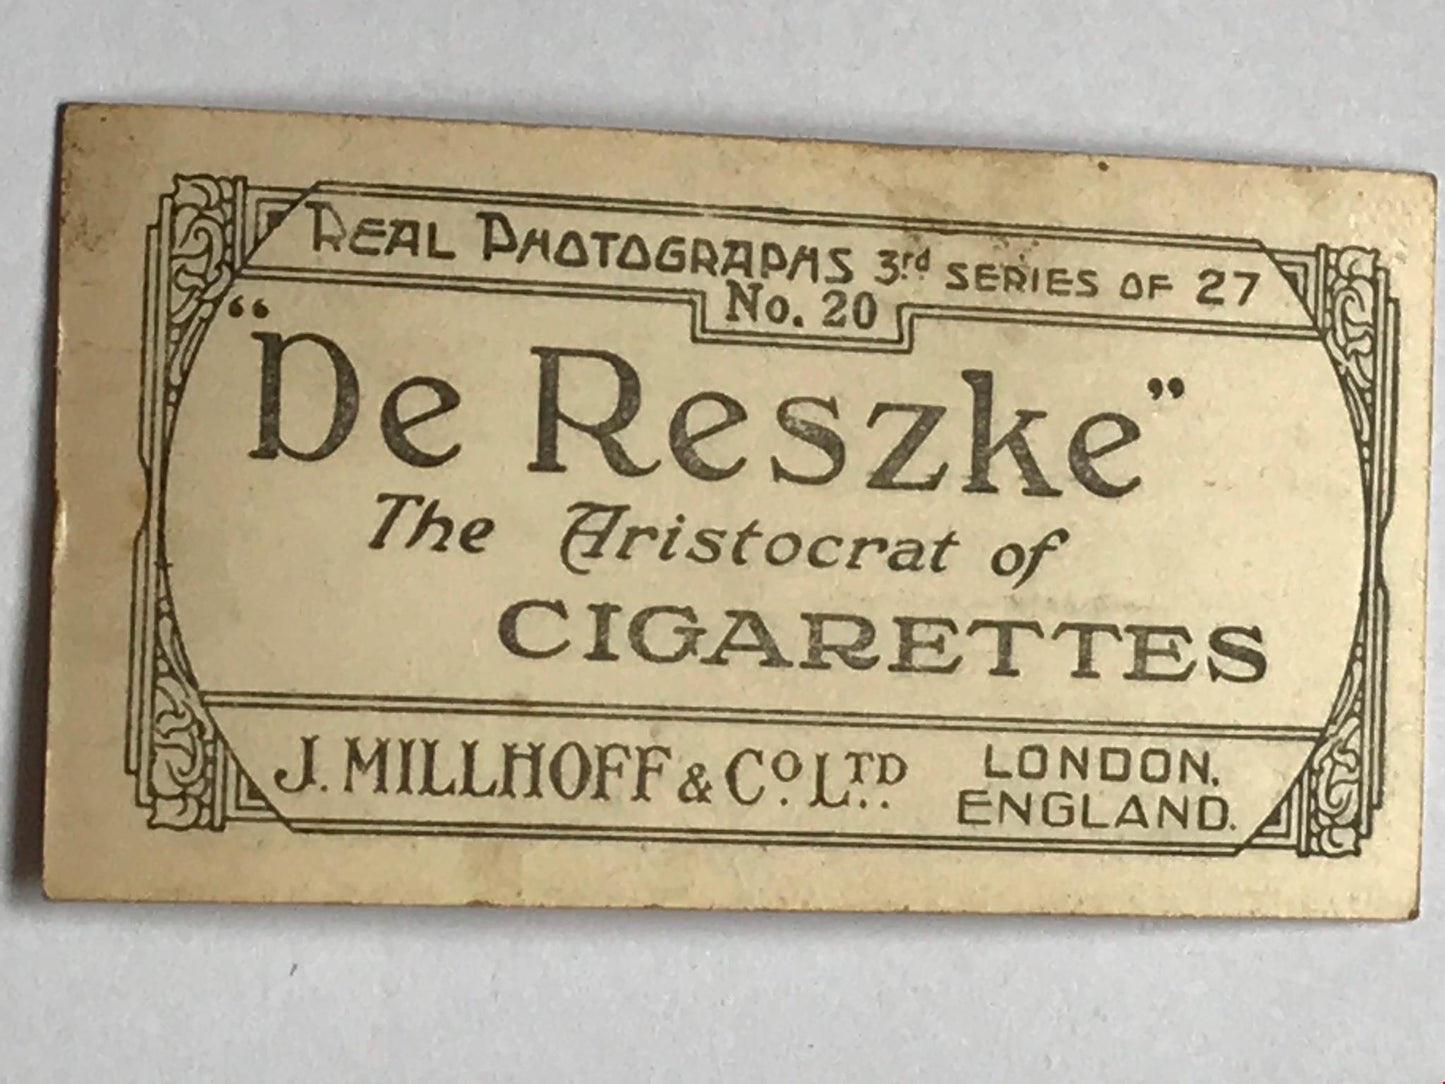 REAL PHOTOGRAPHS 3rd SERIES OF 27
No. 20
“De Reszke”
The Aristocrat of
CIGARETTES
J. MILLHOFF & Co. LTD.
LONDON.
ENGLAND.